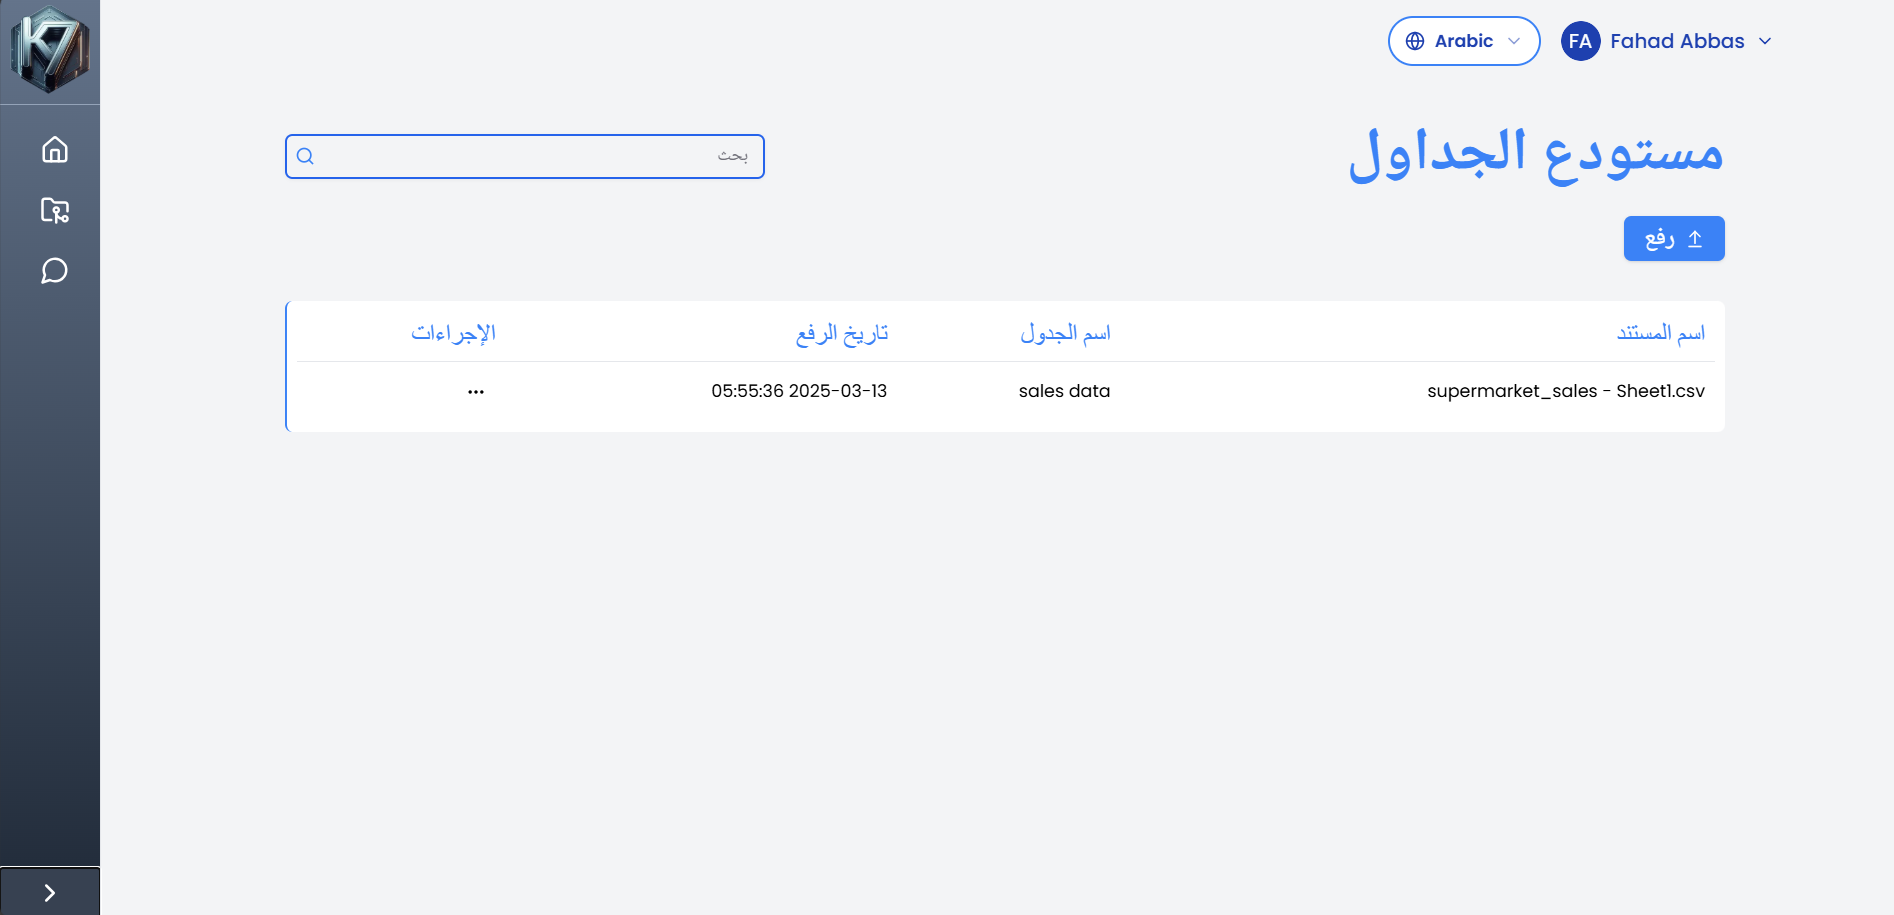 K7
Arabic
FA Fahad Abbas
مستودع الجداول
بحث
رفع
اسم المستند اسم الجدول تاريخ الرفع الإجراءات
supermarket_sales - Sheet1.csv sales data 05:55:36 2025-03-13 ...